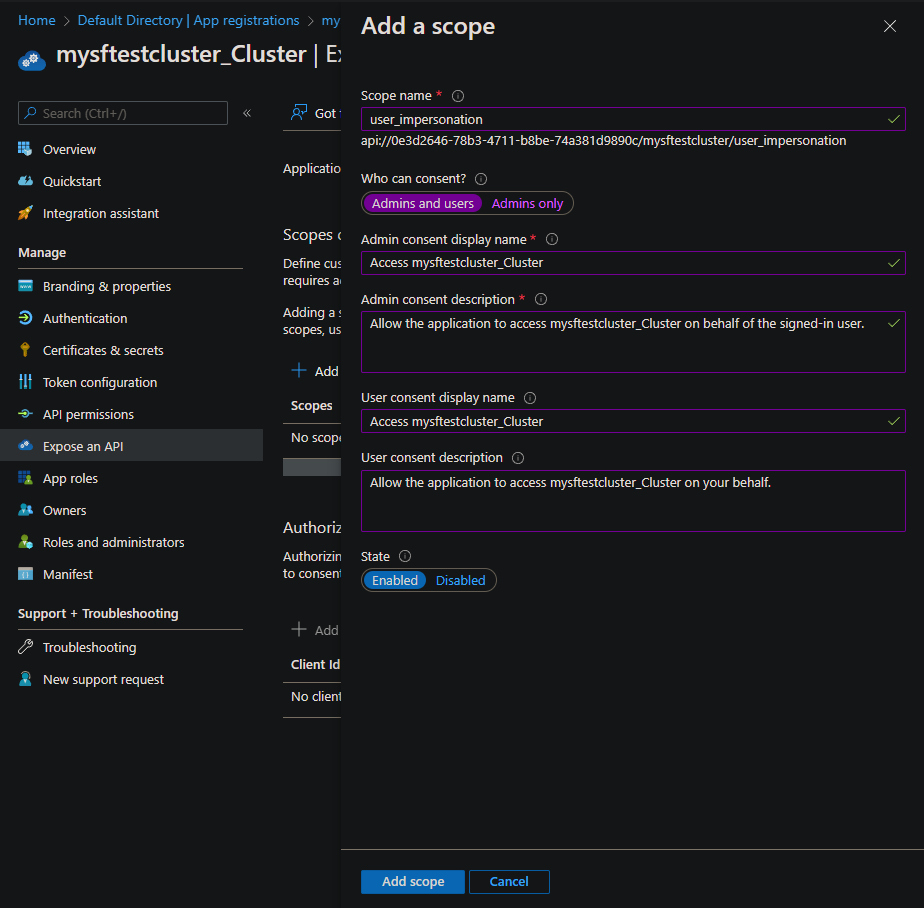 Home > Default Directory | App registrations > my
mysftestcluster_Cluster | Ex
Search (Ctrl+/)
«
Overview
Quickstart
Integration assistant
Manage
Branding & properties
Authentication
Certificates & secrets
Token configuration
API permissions
Expose an API
App roles
Owners
Roles and administrators
Manifest
Support + Troubleshooting
Troubleshooting
New support request
Got
Applicatio
Scopes
Define cus
requires a
Adding a s
scopes, us
+ Add
Scopes
No scope
Authoriz
Authorizin
to consent
+ Add
Client Id
No client
Add a scope
Scope name *
user_impersonation
api://0e3d2646-78b3-4711-b8be-74a381d9890c/mysftestcluster/user_impersonation
Who can consent?
Admins and users Admins only
Admin consent display name *
Access mysftestcluster_Cluster
Admin consent description *
Allow the application to access mysftestcluster_Cluster on behalf of the signed-in user.
User consent display name
Access mysftestcluster_Cluster
User consent description
Allow the application to access mysftestcluster_Cluster on your behalf.
State
Enabled Disabled
Add scope Cancel